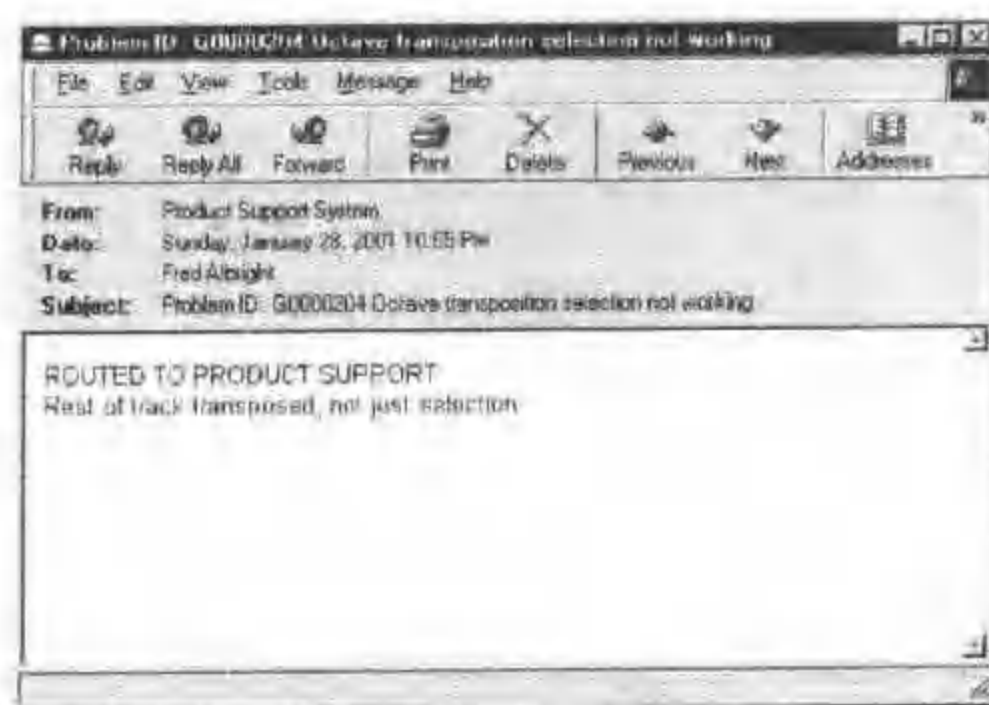 Problem ID: G0000204 Octave transposition selection not working
File Edit View Tools Message Help
Reply Reply All Forward Print Delete Previous Next Addresses
From: Product Support System
Date: Sunday, January 28, 2001 10:55 PM
To: Fred Albright
Subject: Problem ID: G0000204 Octave transposition selection not working
ROUTED TO PRODUCT SUPPORT
Rest of track transposed, not just selection